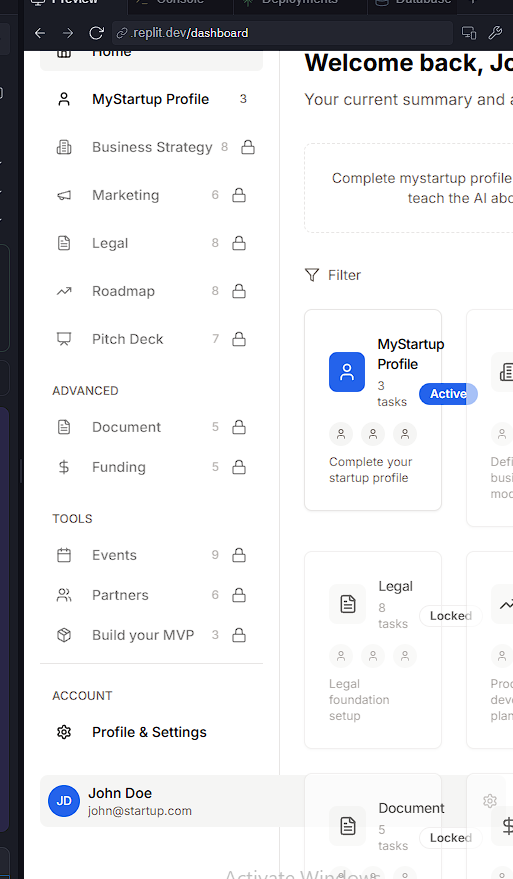 Preview
Console
Deployments
Database
.replit.dev/dashboard
Home
MyStartup Profile 3
Business Strategy 8
Marketing 6
Legal 8
Roadmap 8
Pitch Deck 7
ADVANCED
Document 5
Funding 5
TOOLS
Events 9
Partners 6
Build your MVP 3
ACCOUNT
Profile & Settings
JD
John Doe
john@startup.com
Welcome back, Jo
Your current summary and a
Complete mystartup profile
teach the AI abo
Filter
MyStartup
Profile
3
tasks
Active
Complete your
startup profile
Defi
busi
mod
Legal
8
tasks
Locked
Legal
foundation
setup
Proc
deve
plan
Document
5
tasks
Locked
Activate Windows